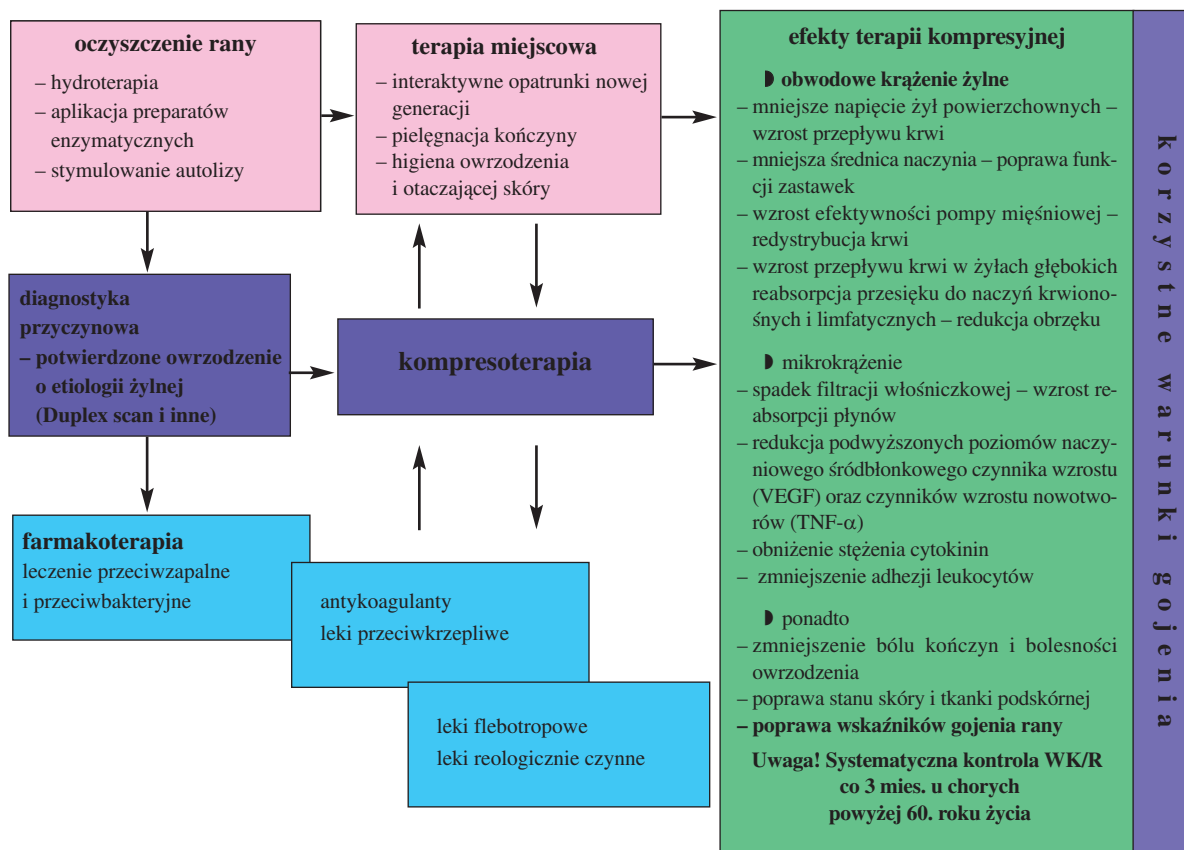 oczyszczenie rany
– hydroterapia
– aplikacja preparatów
enzymatycznych
– stymulowanie autolizy
terapia miejscowa
– interaktywne opatrunki nowej
generacji
– pielęgnacja kończyny
– higiena owrzodzenia
i otaczającej skóry
diagnostyka
przyczynowa
– potwierdzone owrzodzenie
o etiologii żylnej
(Duplex scan i inne)
kompresoterapia
farmakoterapia
leczenie przeciwzapalne
i przeciwbakteryjne
antykoagulanty
leki przeciwkrzepliwe
leki flebotropowe
leki reologicznie czynne
efekty terapii kompresyjnej
◗ obwodowe krążenie żylne
– mniejsze napięcie żył powierzchownych –
wzrost przepływu krwi
– mniejsza średnica naczynia – poprawa funk-
cji zastawek
– wzrost efektywności pompy mięśniowej –
redystrybucja krwi
– wzrost przepływu krwi w żyłach głębokich
reabsorpcja przesięku do naczyń krwiono-
śnych i limfatycznych – redukcja obrzęku
◗ mikrokrążenie
– spadek filtracji włośniczkowej – wzrost re-
absorpcji płynów
– redukcja podwyższonych poziomów naczy-
niowego śródbłonkowego czynnika wzrostu
(VEGF) oraz czynników wzrostu nowotwo-
rów (TNF-α)
– obniżenie stężenia cytokinin
– zmniejszenie adhezji leukocytów
◗ ponadto
– zmniejszenie bólu kończyn i bolesności
owrzodzenia
– poprawa stanu skóry i tkanki podskórnej
– poprawa wskaźników gojenia rany
Uwaga! Systematyczna kontrola WK/R
co 3 mies. u chorych
powyżej 60. roku życia
korzystne warunki gojenia